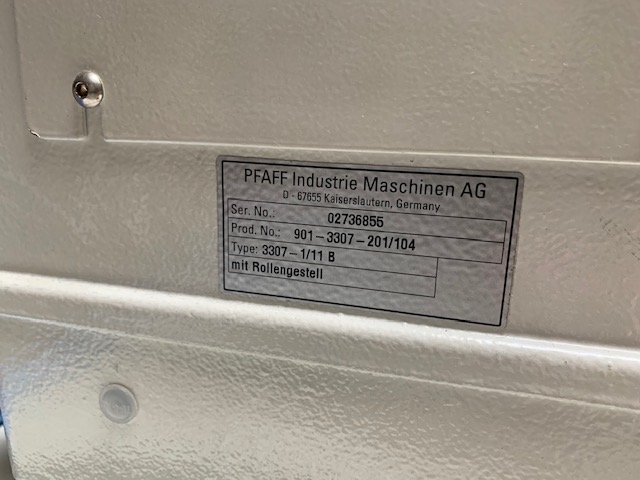 PFAFF Industrie Maschinen AG
D - 67655 Kaiserslautern, Germany
Ser. No.: 02736855
Prod. No.: 901-3307-201/104
Type: 3307-1/11 B
mit Rollengestell